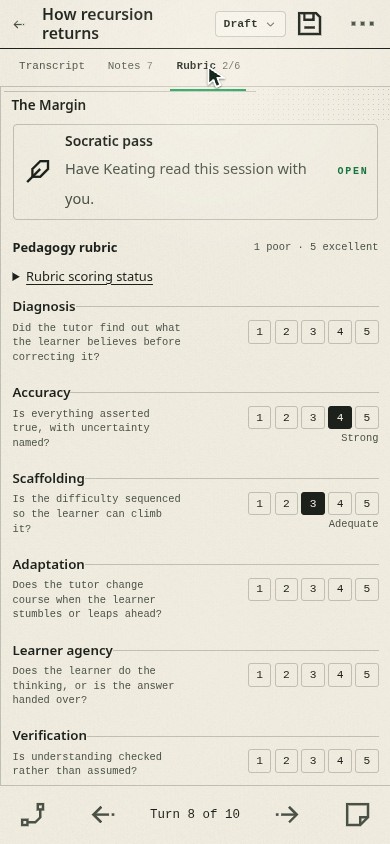 How recursion
returns
Draft
Transcript
Notes 7
Rubric 2/6
The Margin
Socratic pass
Have Keating read this session with
you.
OPEN
Pedagogy rubric
1 poor · 5 excellent
Rubric scoring status
Diagnosis
Did the tutor find out what
the learner believes before
correcting it?
1 2 3 4 5
Accuracy
Is everything asserted
true, with uncertainty
named?
1 2 3 4 5
Strong
Scaffolding
Is the difficulty sequenced
so the learner can climb
it?
1 2 3 4 5
Adequate
Adaptation
Does the tutor change
course when the learner
stumbles or leaps ahead?
1 2 3 4 5
Learner agency
Does the learner do the
thinking, or is the answer
handed over?
1 2 3 4 5
Verification
Is understanding checked
rather than assumed?
1 2 3 4 5
Turn 8 of 10